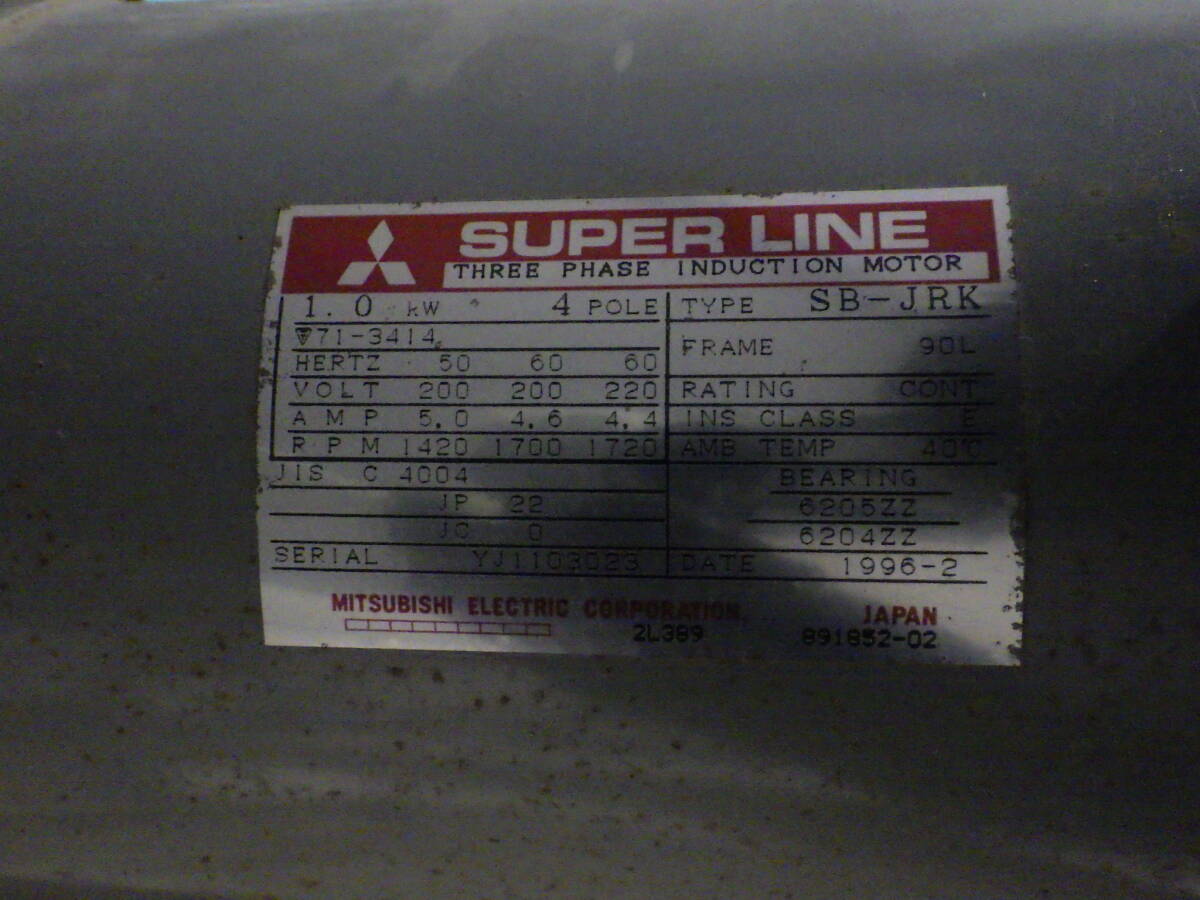 SUPER LINE
THREE PHASE INDUCTION MOTOR
1.0 kW 4 POLE
71-3414
HERTZ 50 60 60
VOLT 200 200 220
AMP 5.0 4.6 4.4
RPM 1420 1700 1720
JIS C 4004
JP 22
JC 0
SERIAL YJ1103023
TYPE SB-JRK
FRAME 90L
RATING CONT
INS CLASS E
AMB TEMP 40°C
BEARING
6205ZZ
6204ZZ
DATE 1996-2
MITSUBISHI ELECTRIC CORPORATION, JAPAN
2L389 891852-02